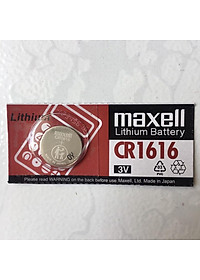 Lithium
maxell
Lithium Battery
CR1616
3V
Please read WARNING on the back before use. Maxell, Ltd. Made in Japan